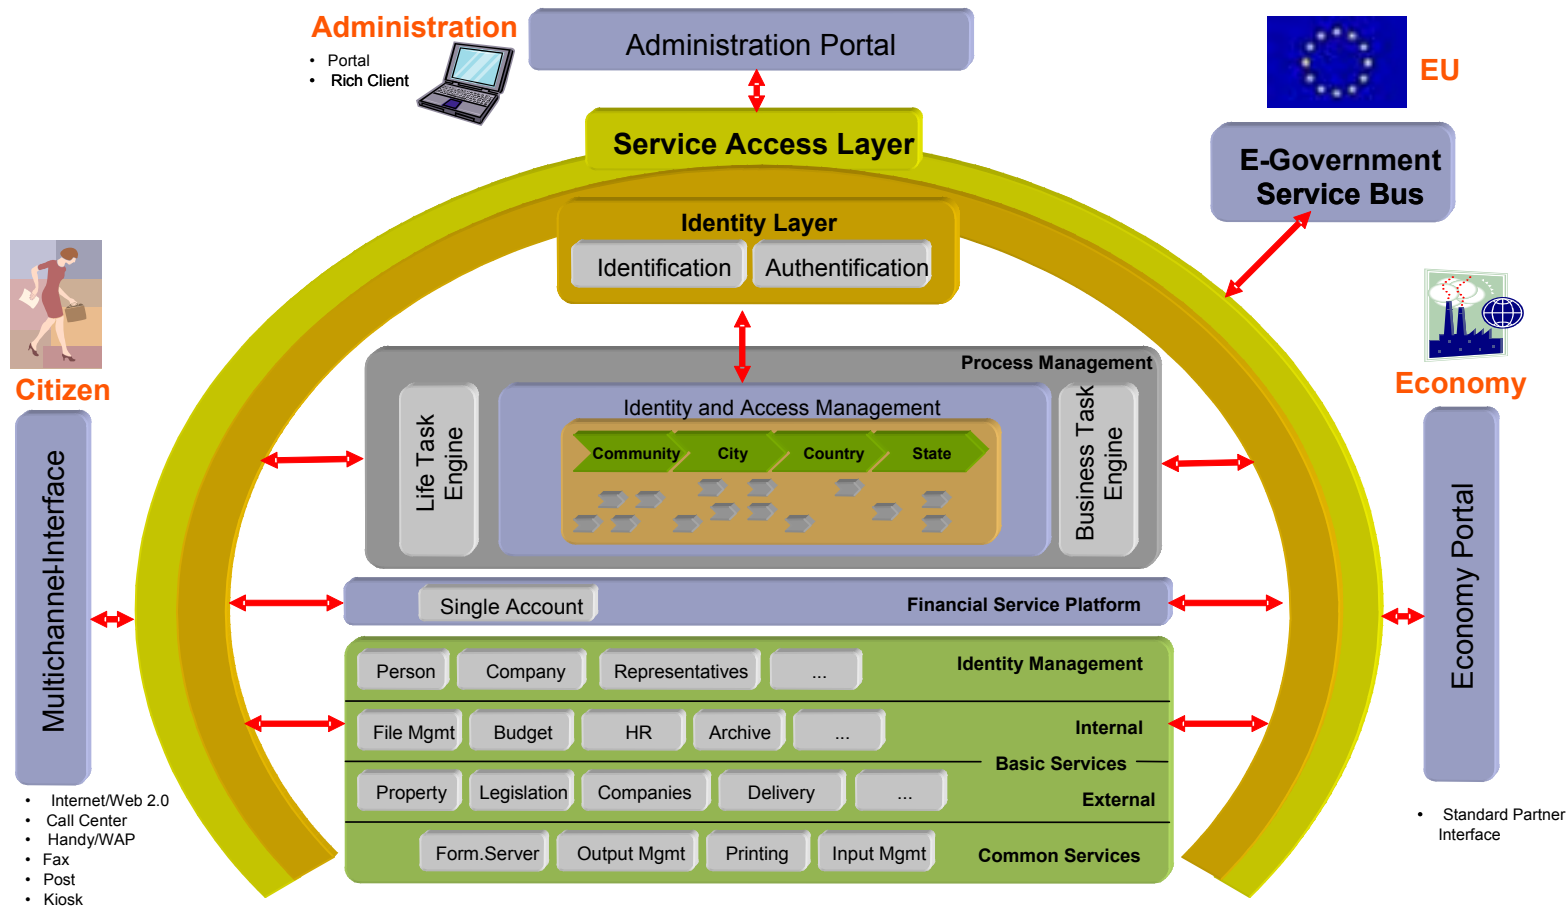 Administration
• Portal
• Rich Client
Administration Portal
EU
Service Access Layer
E-Government
Service Bus
Identity Layer
Identification
Authentification
Citizen
Economy
Process Management
Life Task
Engine
Identity and Access Management
Community
City
Country
State
Business Task
Engine
Multichannel-Interface
Economy Portal
Single Account
Financial Service Platform
Person
Company
Representatives
...
Identity Management
File Mgmt
Budget
HR
Archive
...
Internal
Basic Services
Property
Legislation
Companies
Delivery
...
External
Form.Server
Output Mgmt
Printing
Input Mgmt
Common Services
• Internet/Web 2.0
• Call Center
• Handy/WAP
• Fax
• Post
• Kiosk
• Standard Partner
Interface